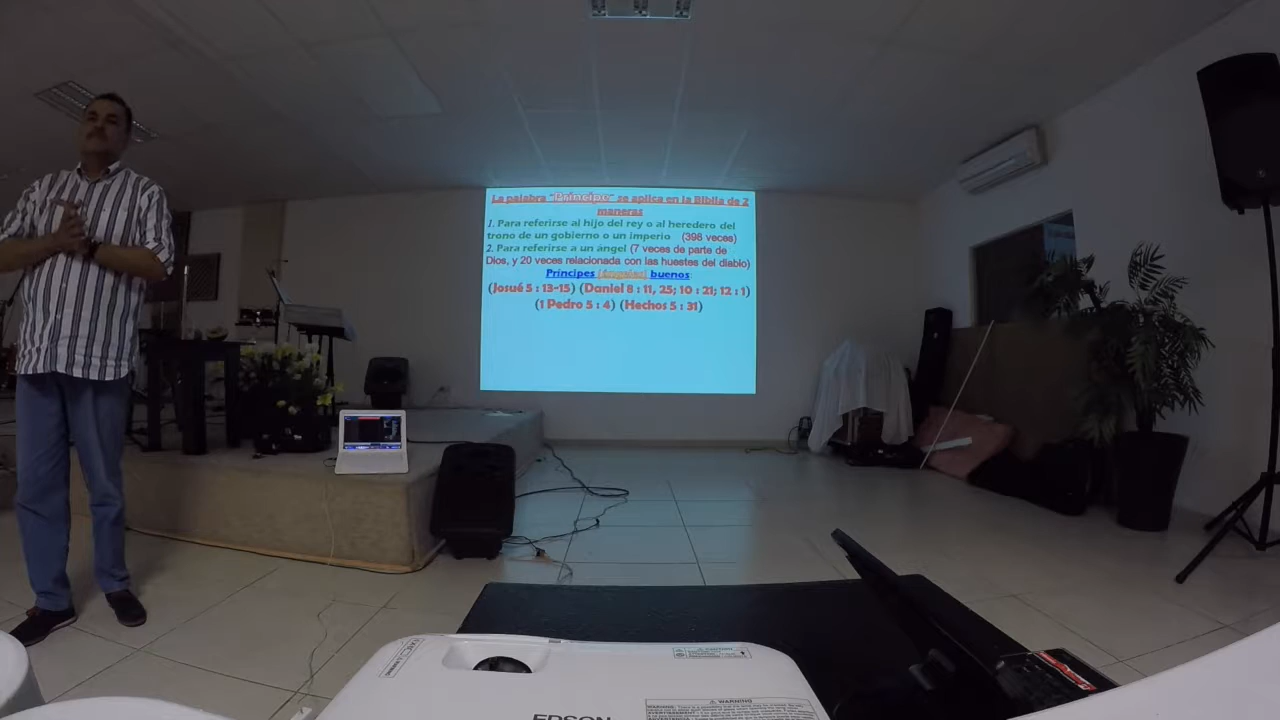 La palabra "Príncipe" se aplica en la Biblia de 2
maneras
1. Para referirse al hijo del rey o al heredero del
trono de un gobierno o un imperio (398 veces)
2. Para referirse a un ángel (7 veces de parte de
Dios, y 20 veces relacionada con las huestes del diablo)
Príncipes (ángeles) buenos
(Josué 5 : 13-15) (Daniel 8 : 11, 25; 10 : 21; 12 : 1)
(1 Pedro 5 : 4) (Hechos 5 : 31)
WARNING
EPSON